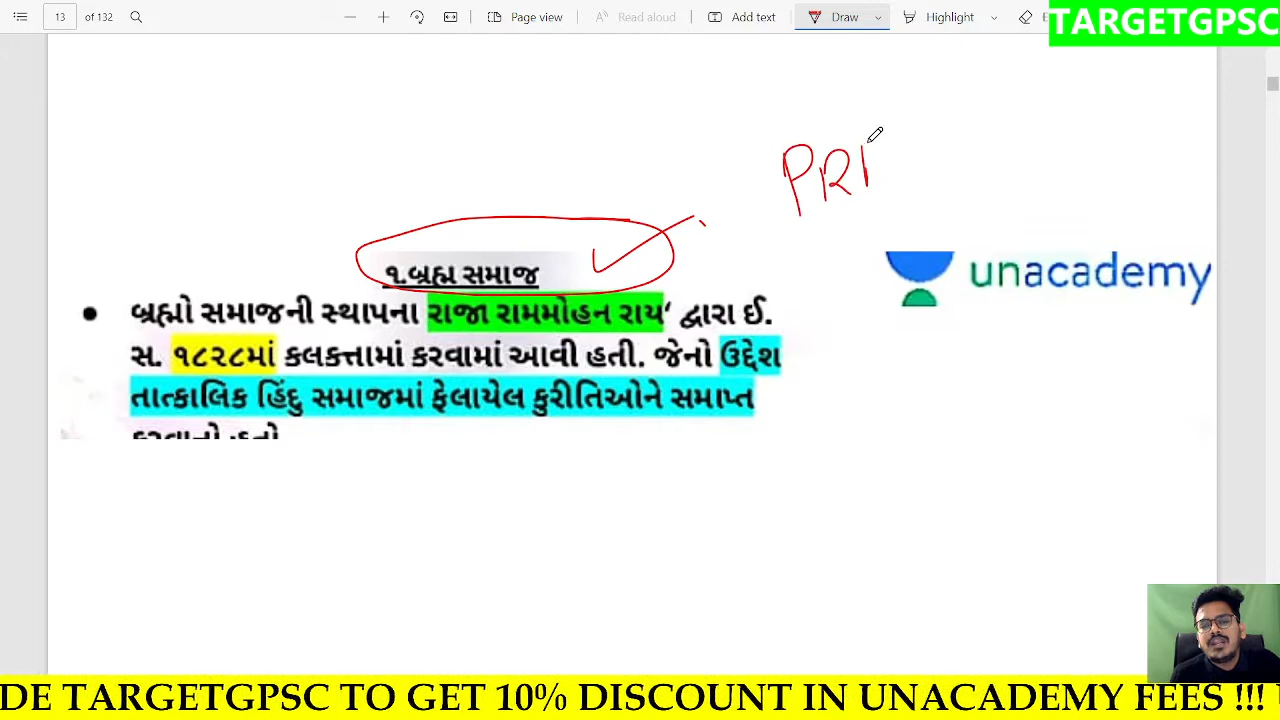 13 of 132 Page view Read aloud Add text Draw Highlight
TARGETGPSC
PRI
૧.બ્રહ્મ સમાજ
unacademy
• બ્રહ્મો સમાજની સ્થાપના રાજા રામમોહન રાય‘ દ્વારા ઈ.
સ. ૧૮૨૮માં કલકત્તામાં કરવામાં આવી હતી. જેનો ઉદ્દેશ
તાત્કાલિક હિંદુ સમાજમાં ફેલાયેલ કુરીતિઓને સમાપ્ત
DE TARGETGPSC TO GET 10% DISCOUNT IN UNACADEMY FEES !!!